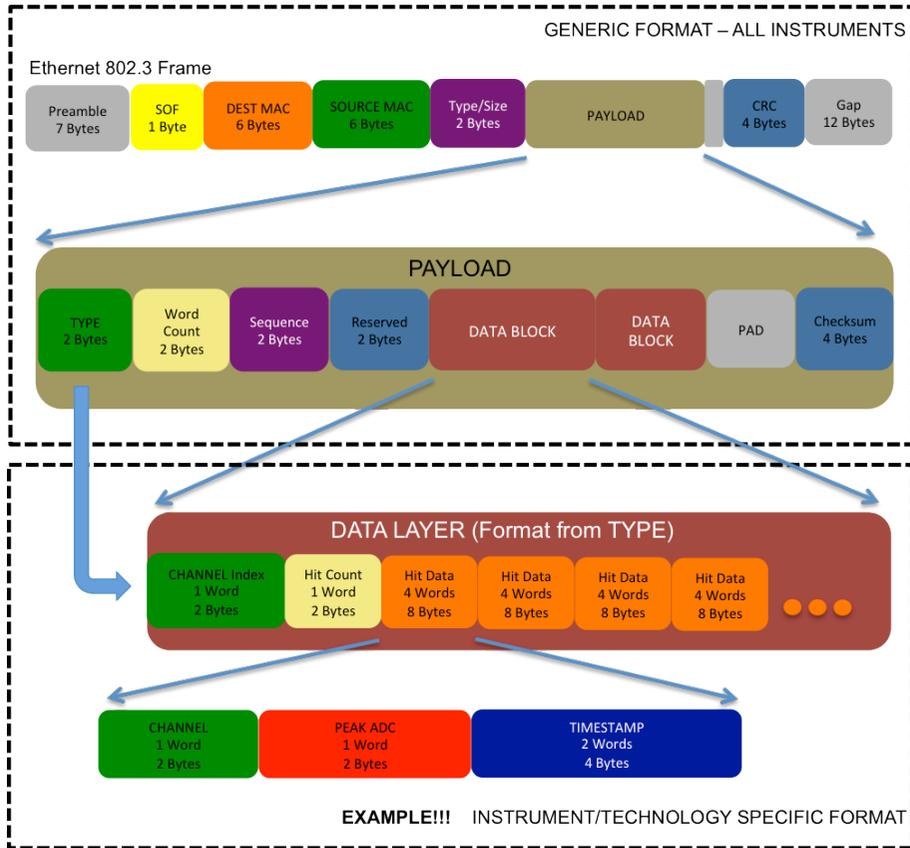 GENERIC FORMAT – ALL INSTRUMENTS
Ethernet 802.3 Frame
Preamble
7 Bytes
SOF
1 Byte
DEST MAC
6 Bytes
SOURCE MAC
6 Bytes
Type/Size
2 Bytes
PAYLOAD
CRC
4 Bytes
Gap
12 Bytes
PAYLOAD
TYPE
2 Bytes
Word
Count
2 Bytes
Sequence
2 Bytes
Reserved
2 Bytes
DATA BLOCK
DATA
BLOCK
PAD
Checksum
4 Bytes
DATA LAYER (Format from TYPE)
CHANNEL Index
1 Word
2 Bytes
Hit Count
1 Word
2 Bytes
Hit Data
4 Words
8 Bytes
Hit Data
4 Words
8 Bytes
Hit Data
4 Words
8 Bytes
Hit Data
4 Words
8 Bytes
CHANNEL
1 Word
2 Bytes
PEAK ADC
1 Word
2 Bytes
TIMESTAMP
2 Words
4 Bytes
EXAMPLE!!! INSTRUMENT/TECHNOLOGY SPECIFIC FORMAT